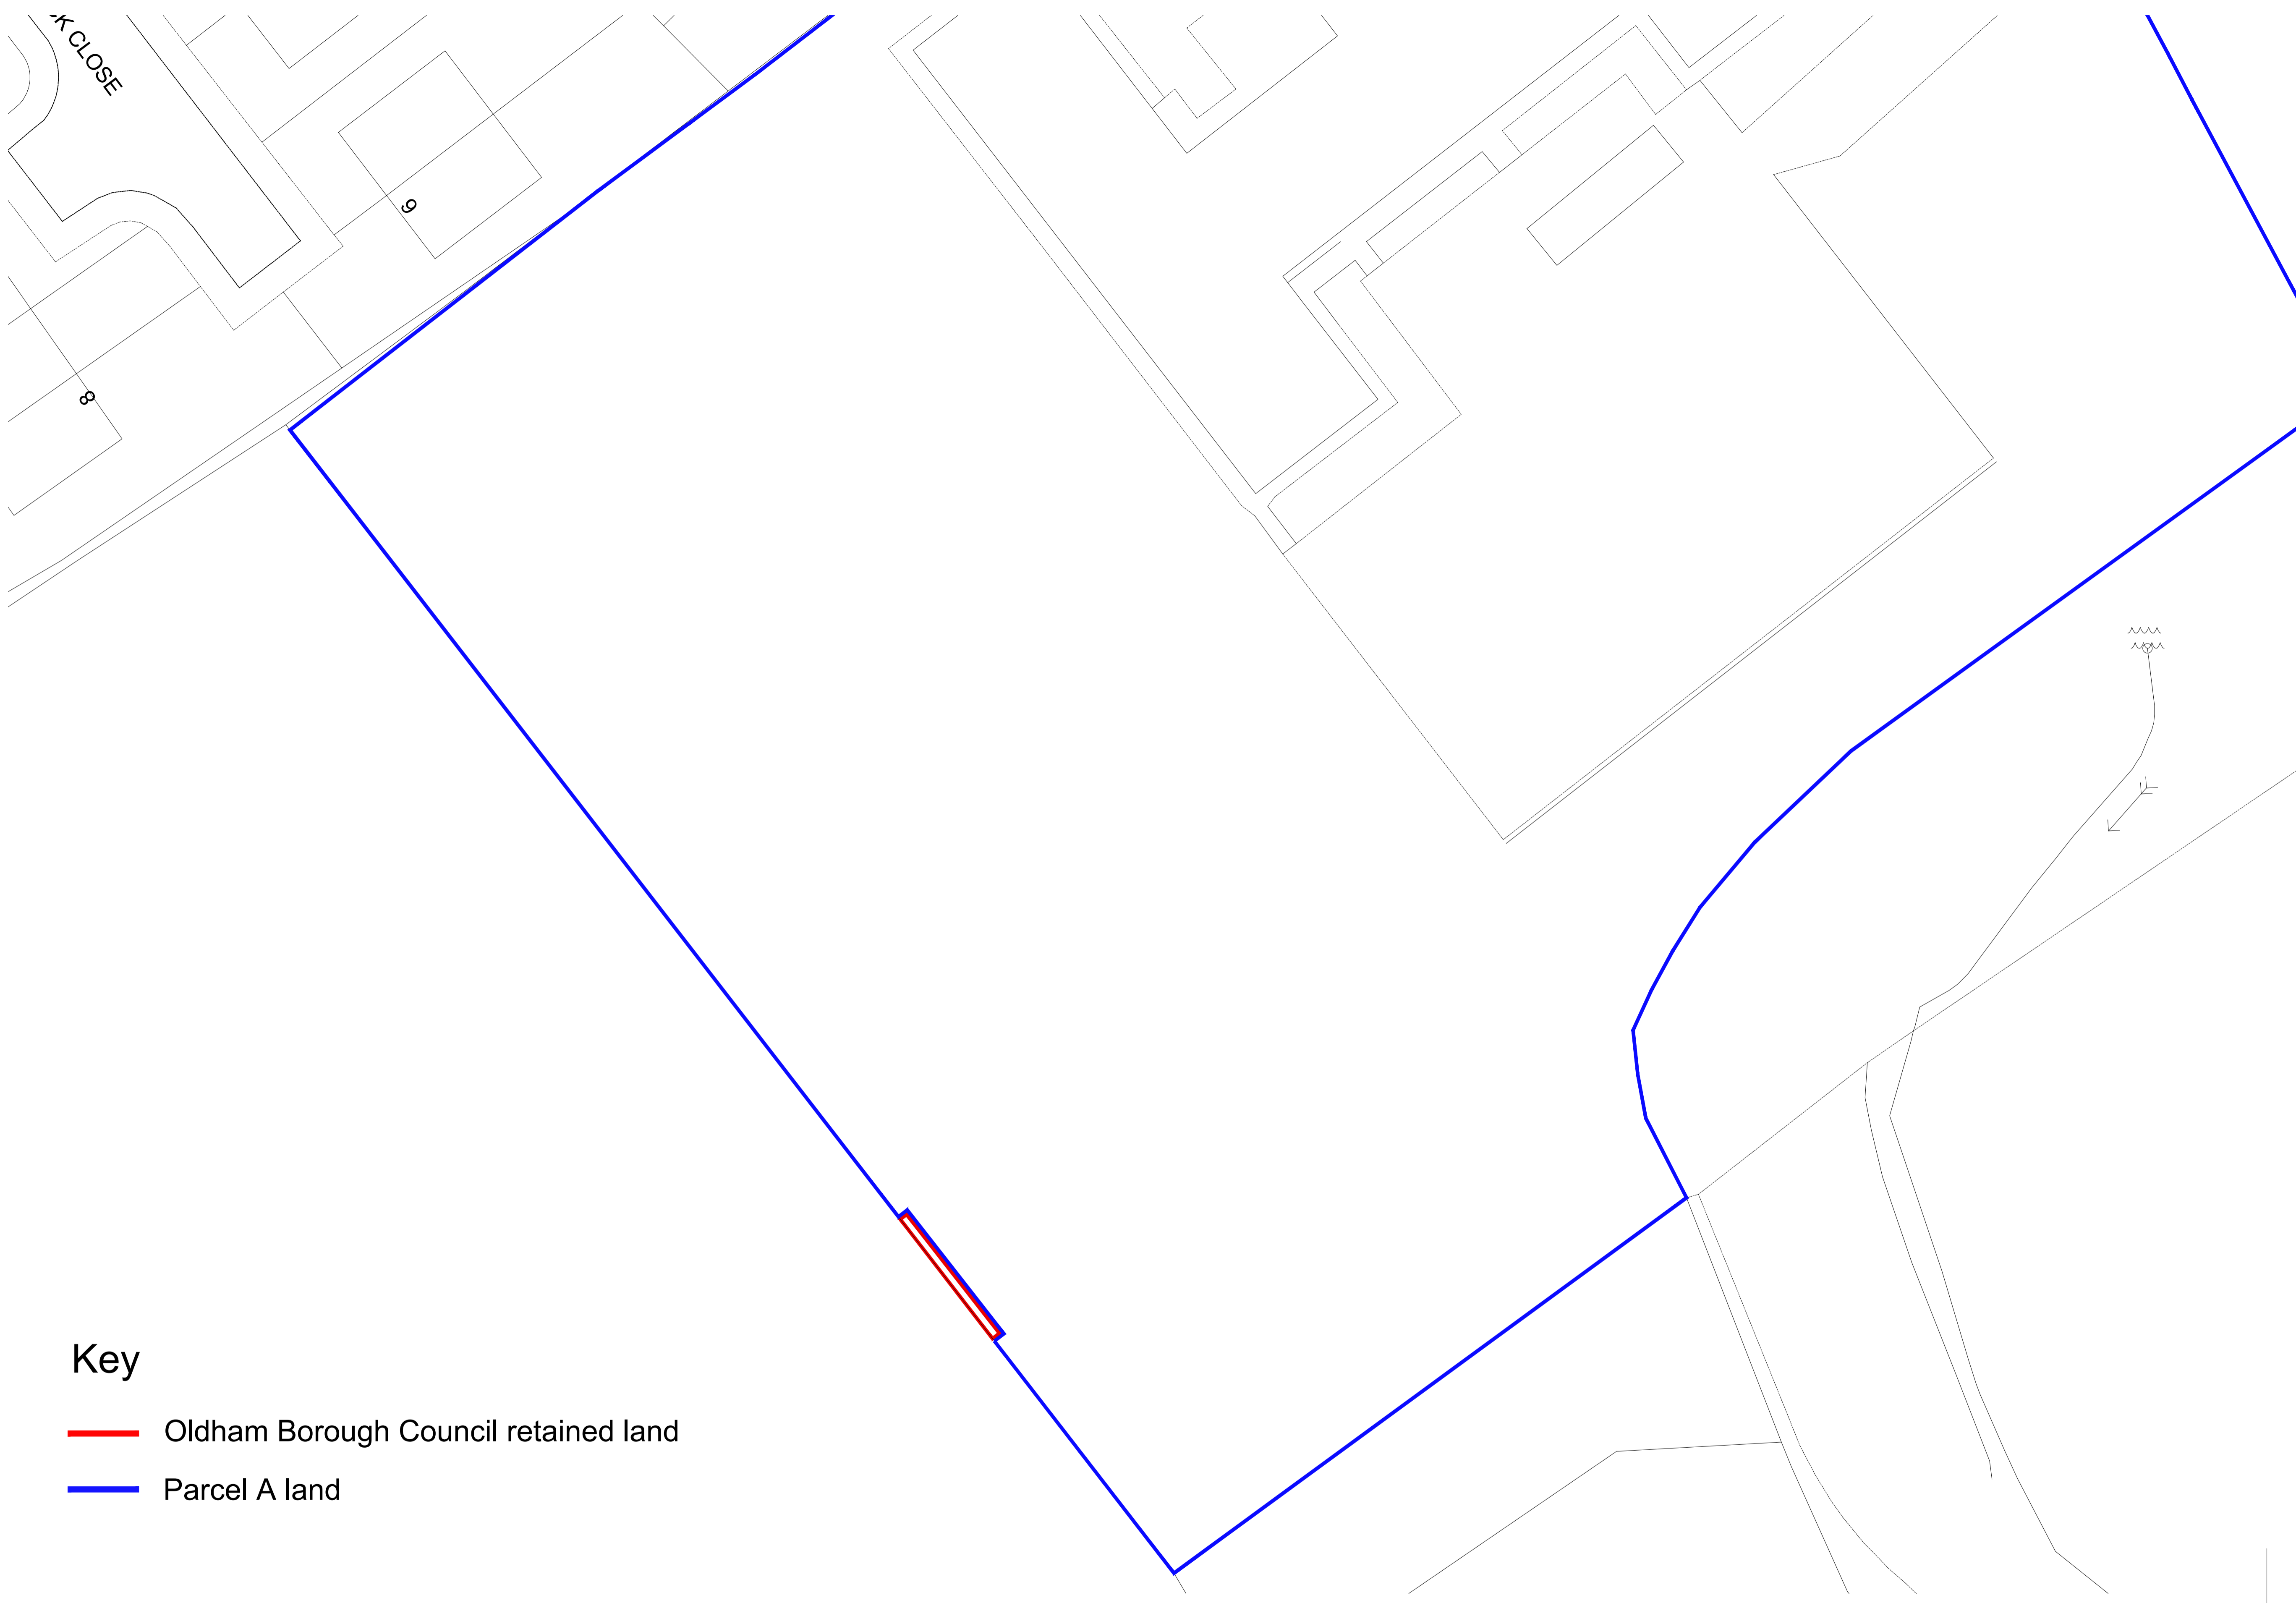 CLOSE
9
8
Key
Oldham Borough Council retained land
Parcel A land